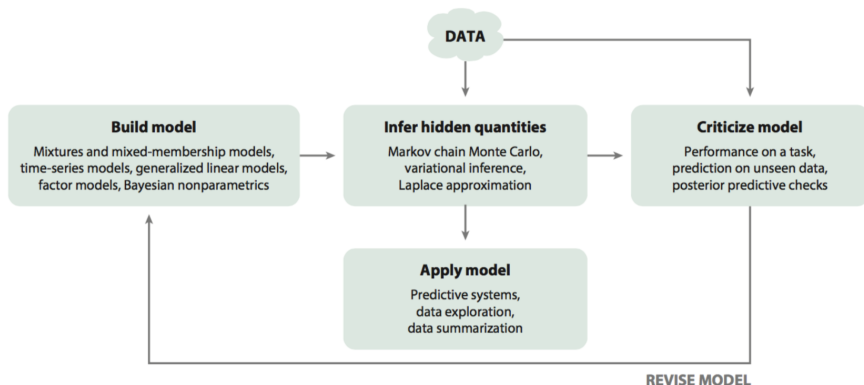 DATA
Build model
Mixtures and mixed-membership models,
time-series models, generalized linear models,
factor models, Bayesian nonparametrics
Infer hidden quantities
Markov chain Monte Carlo,
variational inference,
Laplace approximation
Criticize model
Performance on a task,
prediction on unseen data,
posterior predictive checks
Apply model
Predictive systems,
data exploration,
data summarization
REVISE MODEL